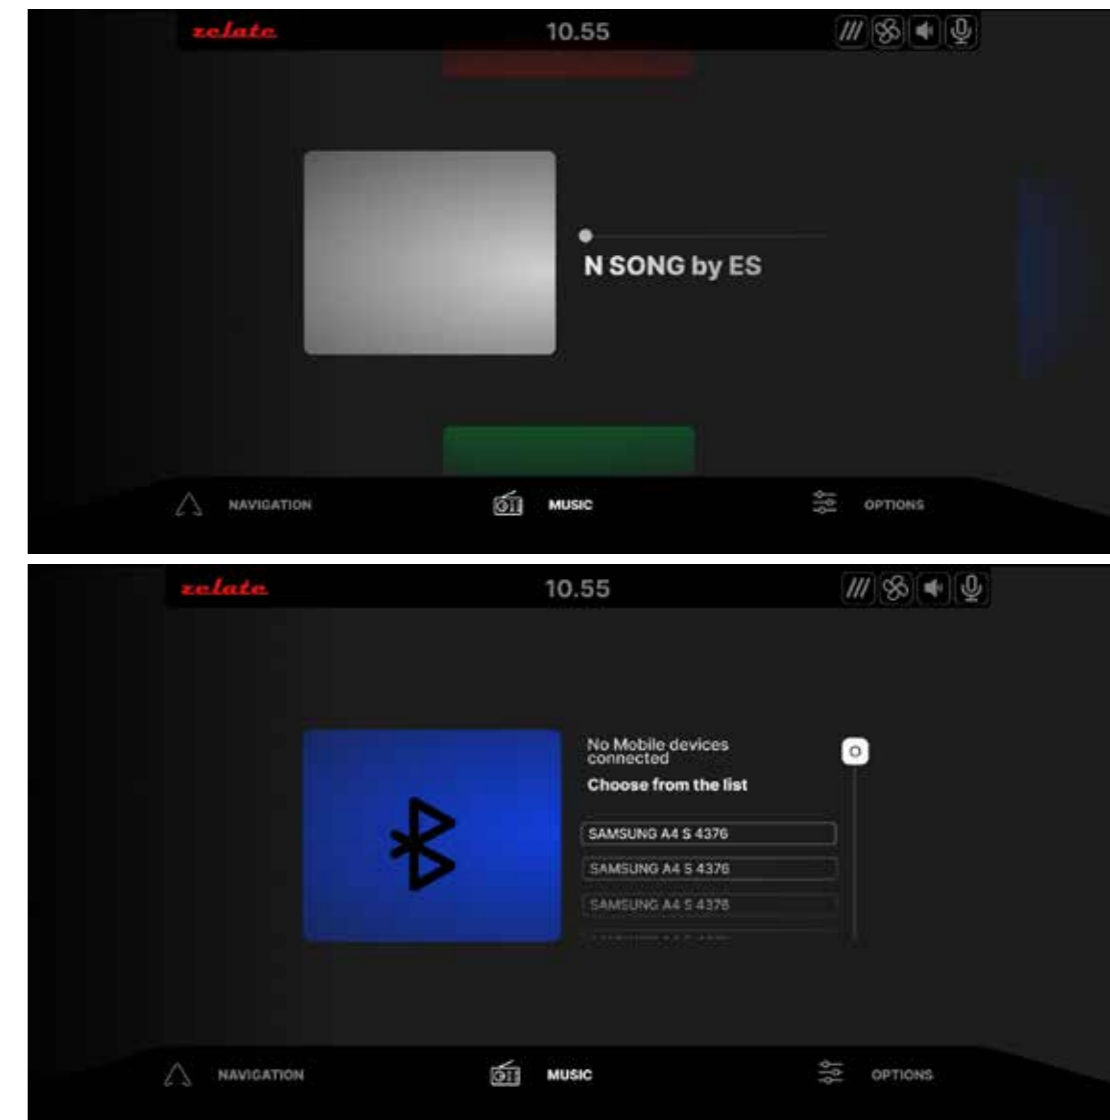 zelate
10.55
N SONG by ES
NAVIGATION
MUSIC
OPTIONS
zelate
10.55
No Mobile devices
connected
Choose from the list
SAMSUNG A4 S 4376
SAMSUNG A4 S 4376
SAMSUNG A4 S 4376
NAVIGATION
MUSIC
OPTIONS